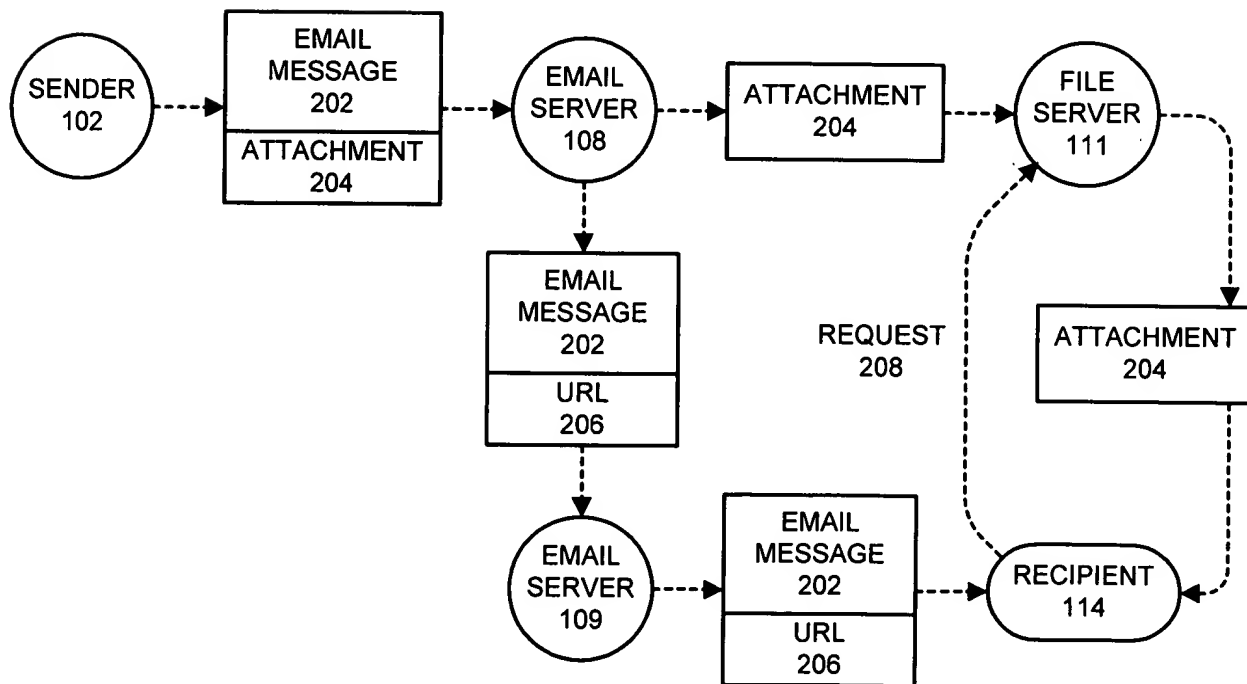 SENDER
102
EMAIL
MESSAGE
202
ATTACHMENT
204
EMAIL
SERVER
108
ATTACHMENT
204
FILE
SERVER
111
EMAIL
MESSAGE
202
URL
206
REQUEST
208
ATTACHMENT
204
EMAIL
SERVER
109
EMAIL
MESSAGE
202
URL
206
RECIPIENT
114